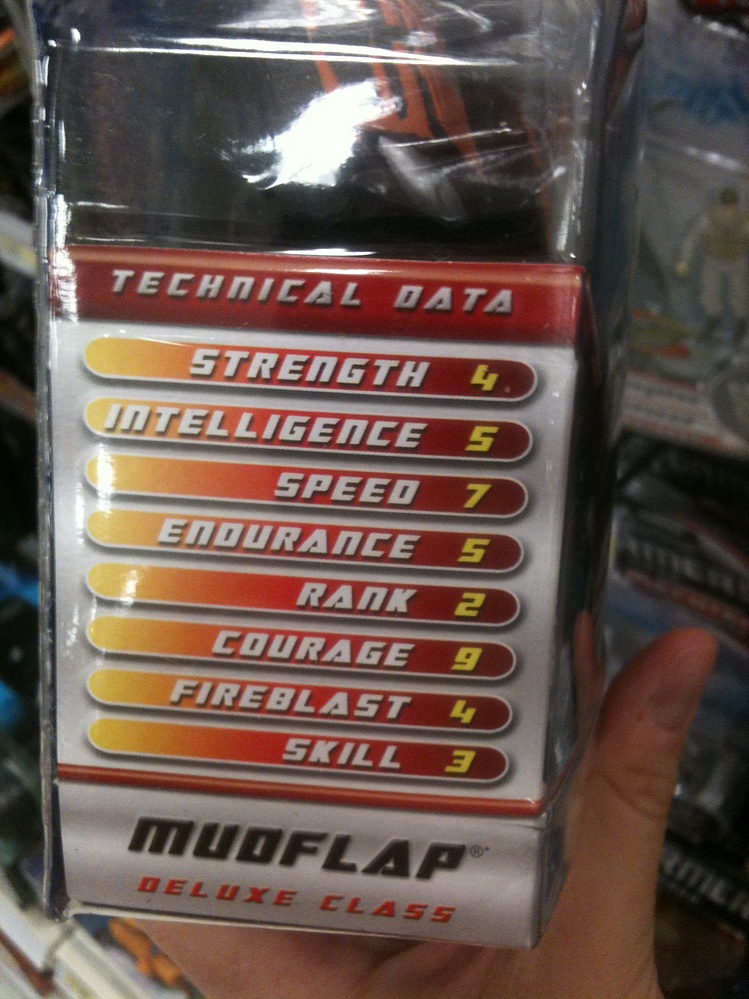 TECHNICAL DATA
STRENGTH 4
INTELLIGENCE 5
SPEED 7
ENDURANCE 5
RANK 2
COURAGE 9
FIREBLAST 4
SKILL 3
MUDFLAP®
DELUXE CLASS